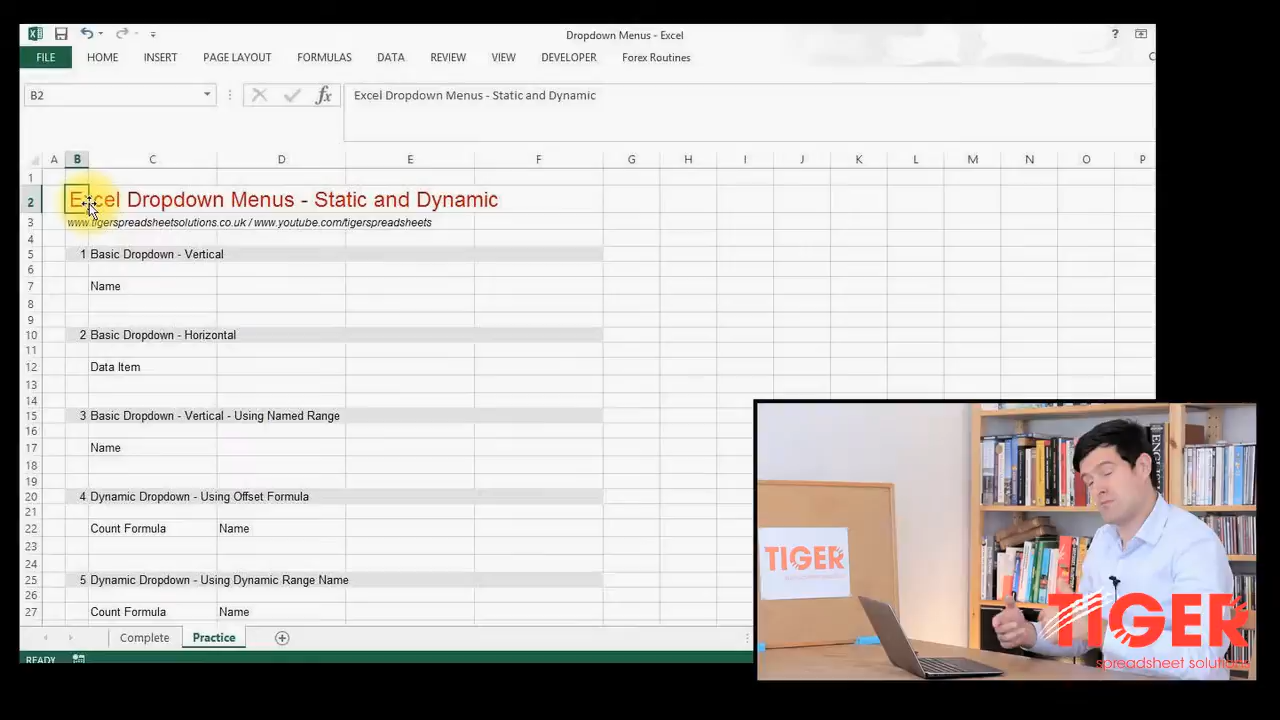 Dropdown Menus - Excel
?
FILE HOME INSERT PAGE LAYOUT FORMULAS DATA REVIEW VIEW DEVELOPER Forex Routines C
B2 fx Excel Dropdown Menus - Static and Dynamic
A B C D E F G H I J K L M N O P
1
2 Excel Dropdown Menus - Static and Dynamic
3 www.tigerspreadsheetsolutions.co.uk / www.youtube.com/tigerspreadsheets
4
5 1 Basic Dropdown - Vertical
6
7 Name
8
9
10 2 Basic Dropdown - Horizontal
11
12 Data Item
13
14
15 3 Basic Dropdown - Vertical - Using Named Range
16
17 Name
18
19
20 4 Dynamic Dropdown - Using Offset Formula
21
22 Count Formula Name
23
24
25 5 Dynamic Dropdown - Using Dynamic Range Name
26
27 Count Formula Name
Complete Practice
READY
TIGER
TIGER
spreadsheet solutions